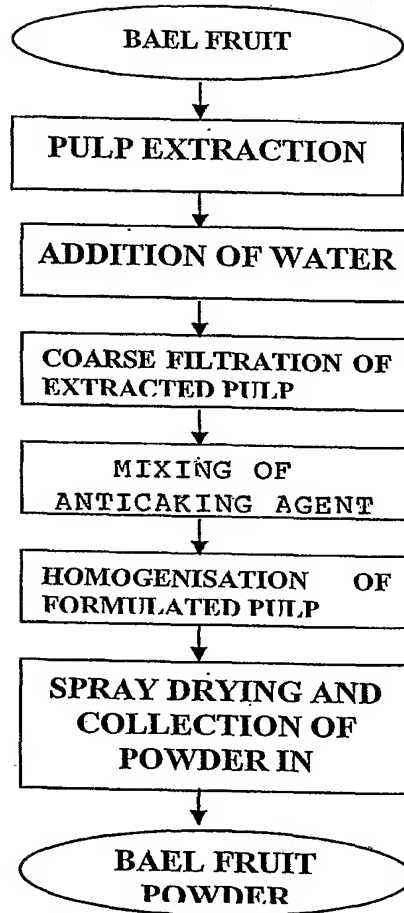 BAEL FRUIT
PULP EXTRACTION
ADDITION OF WATER
COARSE FILTRATION OF
EXTRACTED PULP
MIXING OF
ANTICAKING AGENT
HOMOGENISATION OF
FORMULATED PULP
SPRAY DRYING AND
COLLECTION OF
POWDER IN
BAEL FRUIT
POWDER